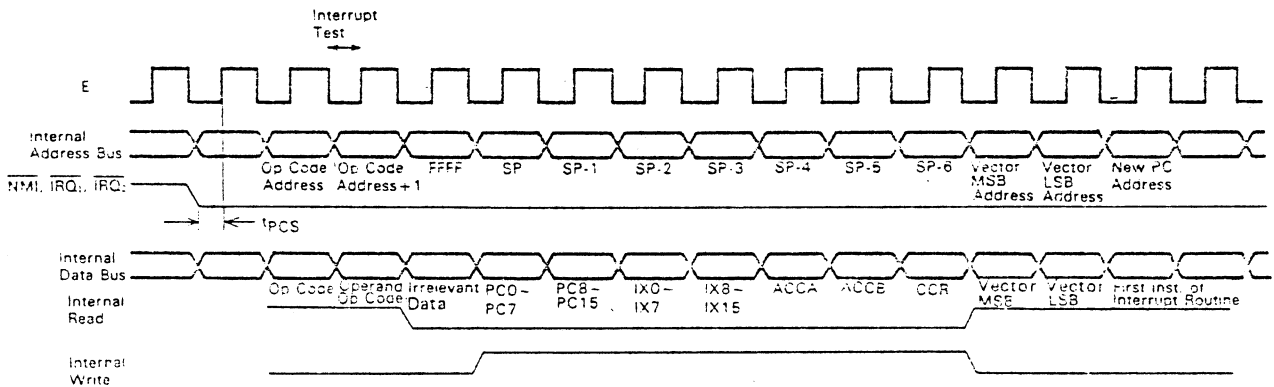 Interrupt
Test
E
Internal
Address Bus
Op Code
Address
Op Code
Address+1
FFFF
SP
SP-1
SP-2
SP-3
SP-4
SP-5
SP-6
Vector
MSB
Address
Vector
LSB
Address
New PC
Address
NMI, IRQ1, IRQ2
tPCS
Internal
Data Bus
Op Code
Operand
Op Code
Irrelevant
Data
PC0~
PC7
PC8~
PC15
IX0~
IX7
IX8~
IX15
ACCA
ACCB
CCR
Vector
MSB
Vector
LSB
First Inst. of
Interrupt Routine
Internal
Read
Internal
Write